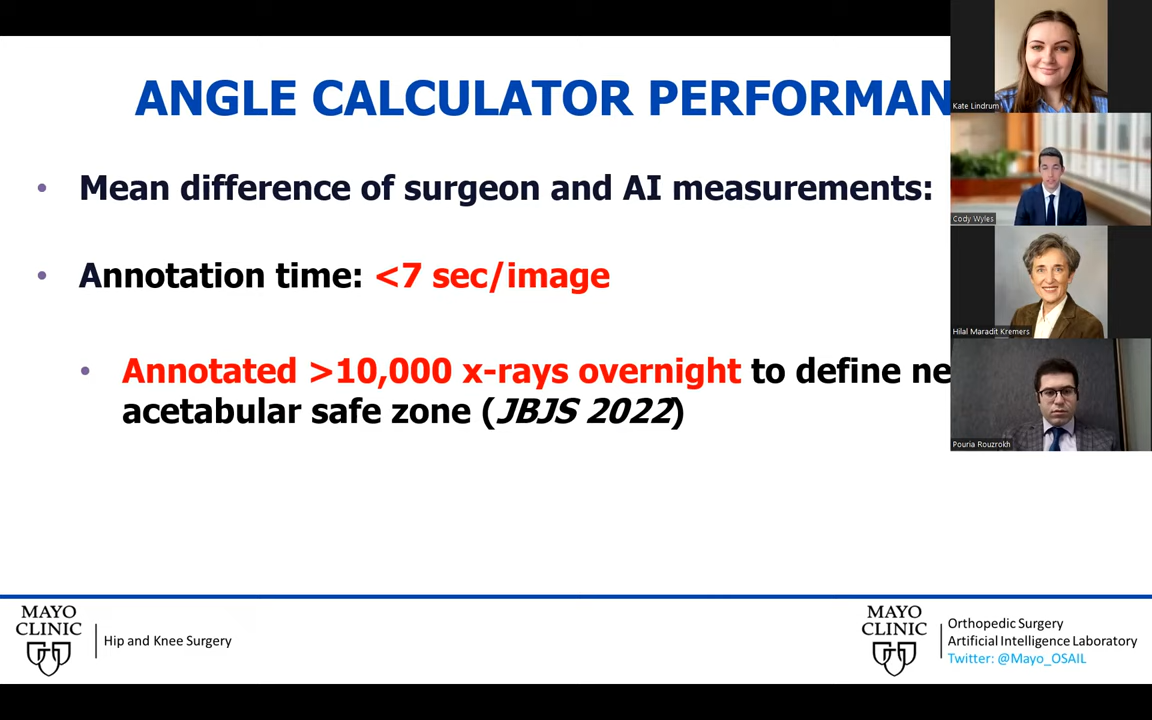 ANGLE CALCULATOR PERFORMAN
Mean difference of surgeon and AI measurements:
Annotation time: <7 sec/image
Annotated >10,000 x-rays overnight to define ne
acetabular safe zone (JBJS 2022)
Kate Lindrum
Cody Wyles
Hilal Maradit Kremers
Pouria Rouzrokh
MAYO
CLINIC
Hip and Knee Surgery
MAYO
CLINIC
Orthopedic Surgery
Artificial Intelligence Laboratory
Twitter: @Mayo_OSAIL